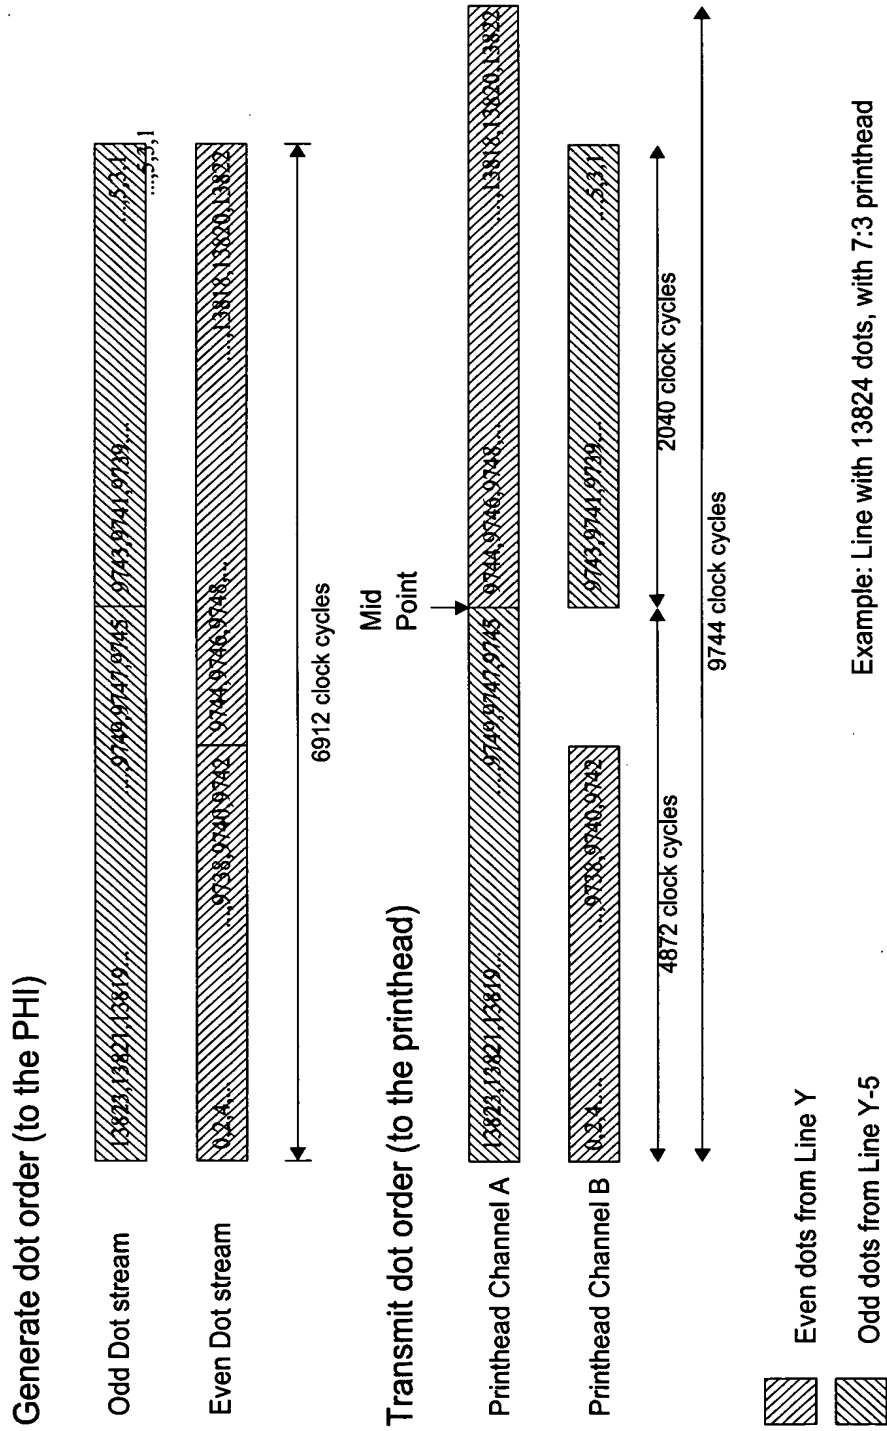 Generate dot order (to the PHI)
Odd Dot stream
13823,13821,13819...
...,9749,9747,9745
9743,9741,9739....
...,5,3,1
...,5,3,1
Even Dot stream
0,2,4....
...,9738,9740,9742
9744,9746,9748....
....,13818,13820,13822
6912 clock cycles
Transmit dot order (to the printhead)
Mid
Point
Printhead Channel A
13823,13821,13819...
....,9749,9747,9745
9744,9746,9748....
....,13818,13820,13822
Printhead Channel B
0,2,4....
...,9738,9740,9742
9743,9741,9739....
...5,3,1
4872 clock cycles
2040 clock cycles
9744 clock cycles
Even dots from Line Y
Odd dots from Line Y-5
Example: Line with 13824 dots, with 7:3 printhead